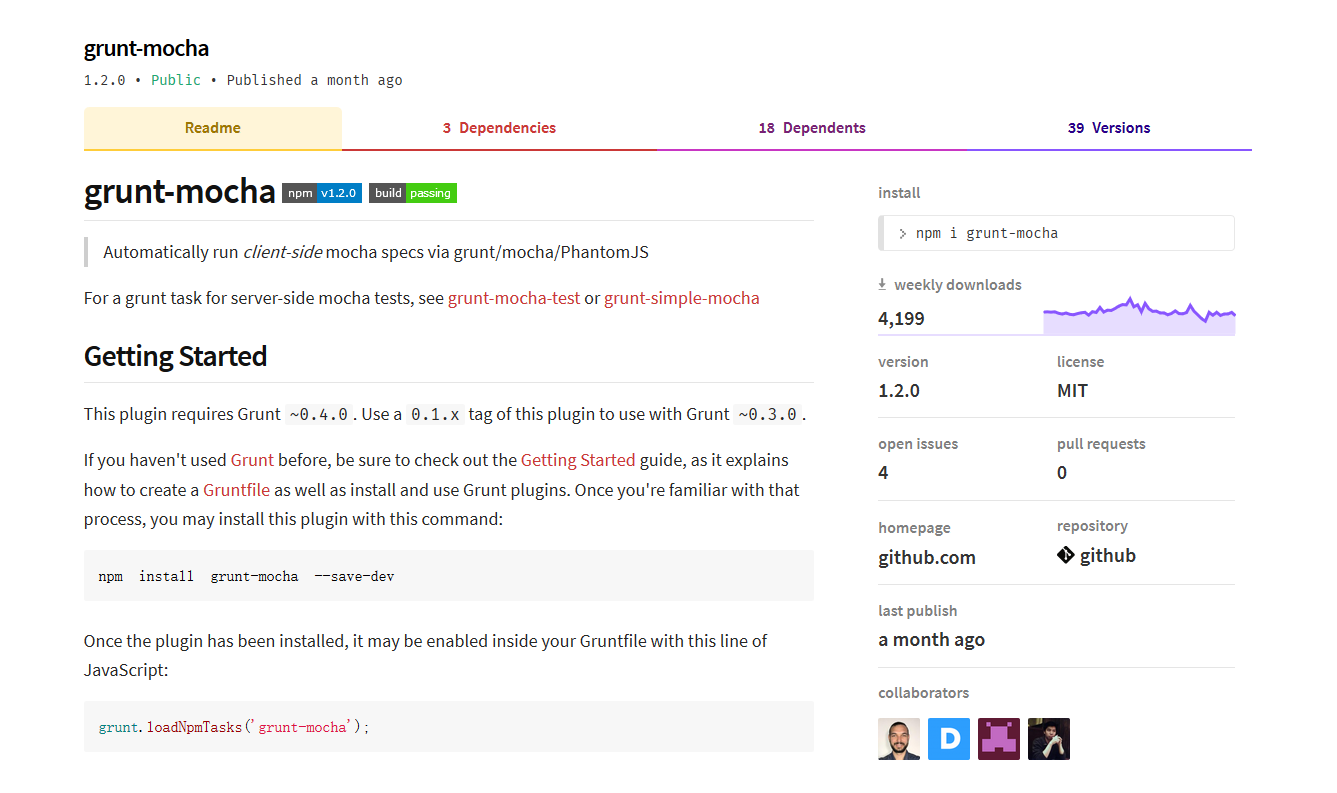 grunt-mocha
1.2.0 • Public • Published a month ago
Readme
3 Dependencies
18 Dependents
39 Versions
grunt-mocha npm v1.2.0 build passing
Automatically run client-side mocha specs via grunt/mocha/PhantomJS
For a grunt task for server-side mocha tests, see grunt-mocha-test or grunt-simple-mocha
Getting Started
This plugin requires Grunt ~0.4.0. Use a 0.1.x tag of this plugin to use with Grunt ~0.3.0.
If you haven't used Grunt before, be sure to check out the Getting Started guide, as it explains
how to create a Gruntfile as well as install and use Grunt plugins. Once you're familiar with that
process, you may install this plugin with this command:
npm install grunt-mocha --save-dev
Once the plugin has been installed, it may be enabled inside your Gruntfile with this line of
JavaScript:
grunt.loadNpmTasks('grunt-mocha');
install
> npm i grunt-mocha
weekly downloads
4,199
version
1.2.0
license
MIT
open issues
4
pull requests
0
homepage
github.com
repository
github
last publish
a month ago
collaborators
D